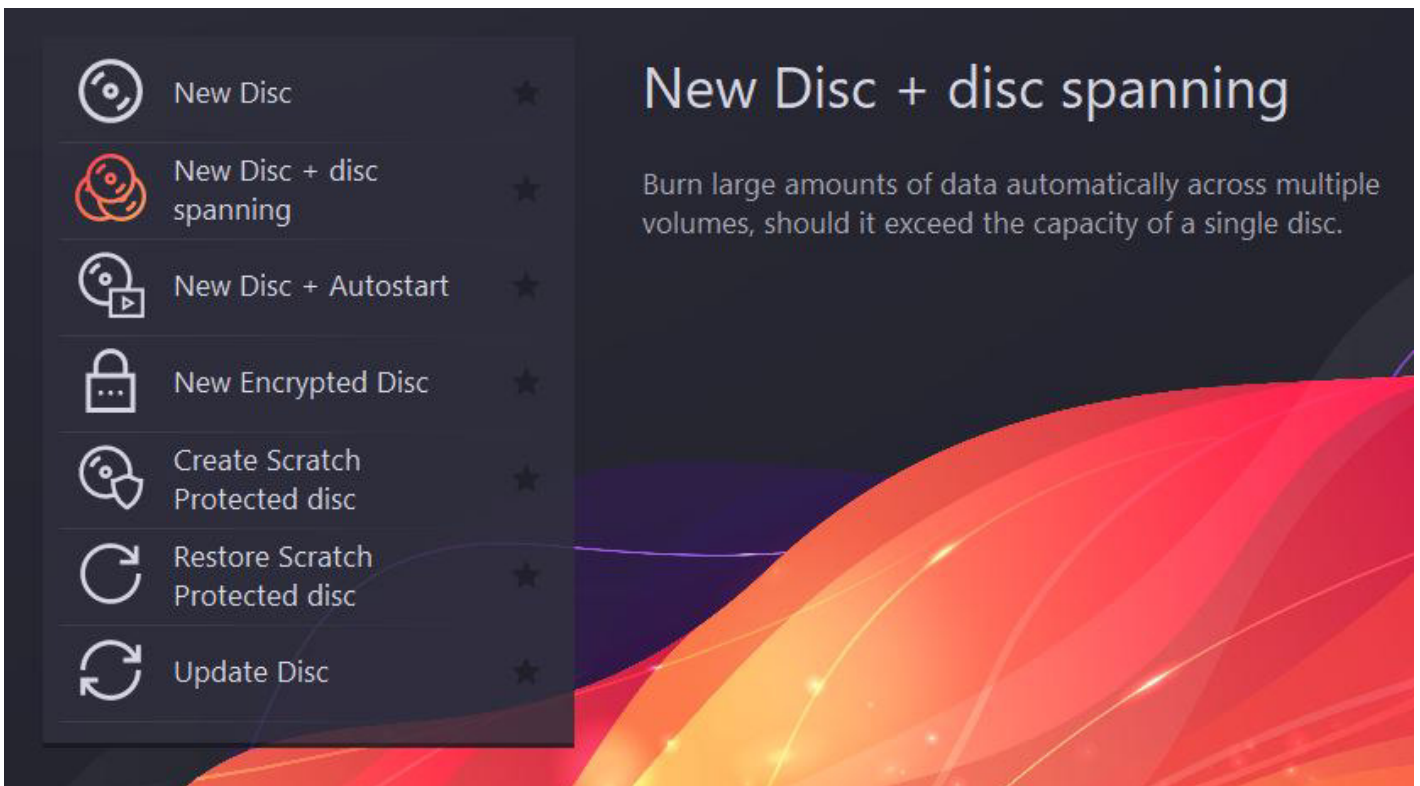 New Disc
New Disc + disc
spanning
New Disc + Autostart
New Encrypted Disc
Create Scratch
Protected disc
Restore Scratch
Protected disc
Update Disc
New Disc + disc spanning
Burn large amounts of data automatically across multiple
volumes, should it exceed the capacity of a single disc.